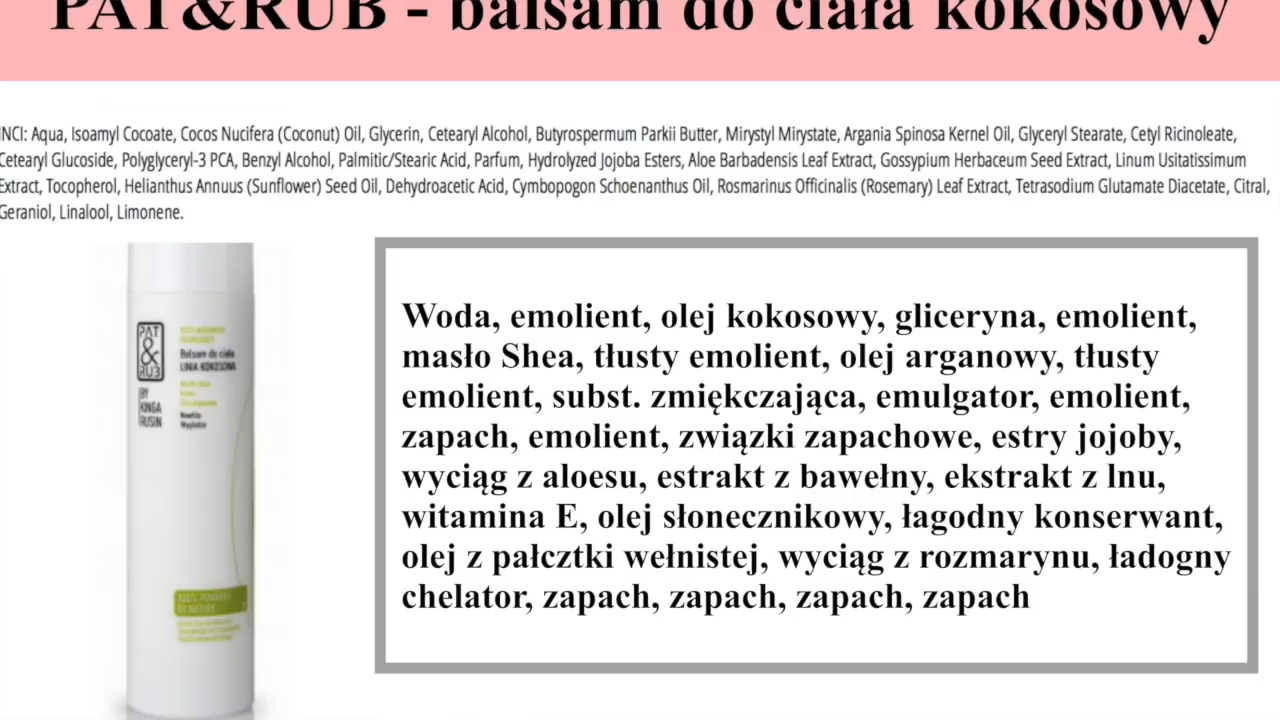 PAT&RUB - balsam do ciała kokosowy
INCI: Aqua, Isoamyl Cocoate, Cocos Nucifera (Coconut) Oil, Glycerin, Cetearyl Alcohol, Butyrospermum Parkii Butter, Mirystyl Mirystate, Argania Spinosa Kernel Oil, Glyceryl Stearate, Cetyl Ricinoleate,
Cetearyl Glucoside, Polyglyceryl-3 PCA, Benzyl Alcohol, Palmitic/Stearic Acid, Parfum, Hydrolyzed Jojoba Esters, Aloe Barbadensis Leaf Extract, Gossypium Herbaceum Seed Extract, Linum Usitatissimum
Extract, Tocopherol, Helianthus Annuus (Sunflower) Seed Oil, Dehydroacetic Acid, Cymbopogon Schoenanthus Oil, Rosmarinus Officinalis (Rosemary) Leaf Extract, Tetrasodium Glutamate Diacetate, Citral,
Geraniol, Linalool, Limonene.
PAT
&
RUB
BY
KINGA
RUSIN
Balsam do ciała
LINIA KOKOSOWA
100% POWERED
BY NATURE
Woda, emolient, olej kokosowy, gliceryna, emolient,
masło Shea, tłusty emolient, olej arganowy, tłusty
emolient, subst. zmiękczająca, emulgator, emolient,
zapach, emolient, związki zapachowe, estry jojoby,
wyciąg z aloesu, estrakt z bawełny, ekstrakt z lnu,
witamina E, olej słonecznikowy, łagodny konserwant,
olej z pałcztki wełnistej, wyciąg z rozmarynu, ładogny
chelator, zapach, zapach, zapach, zapach